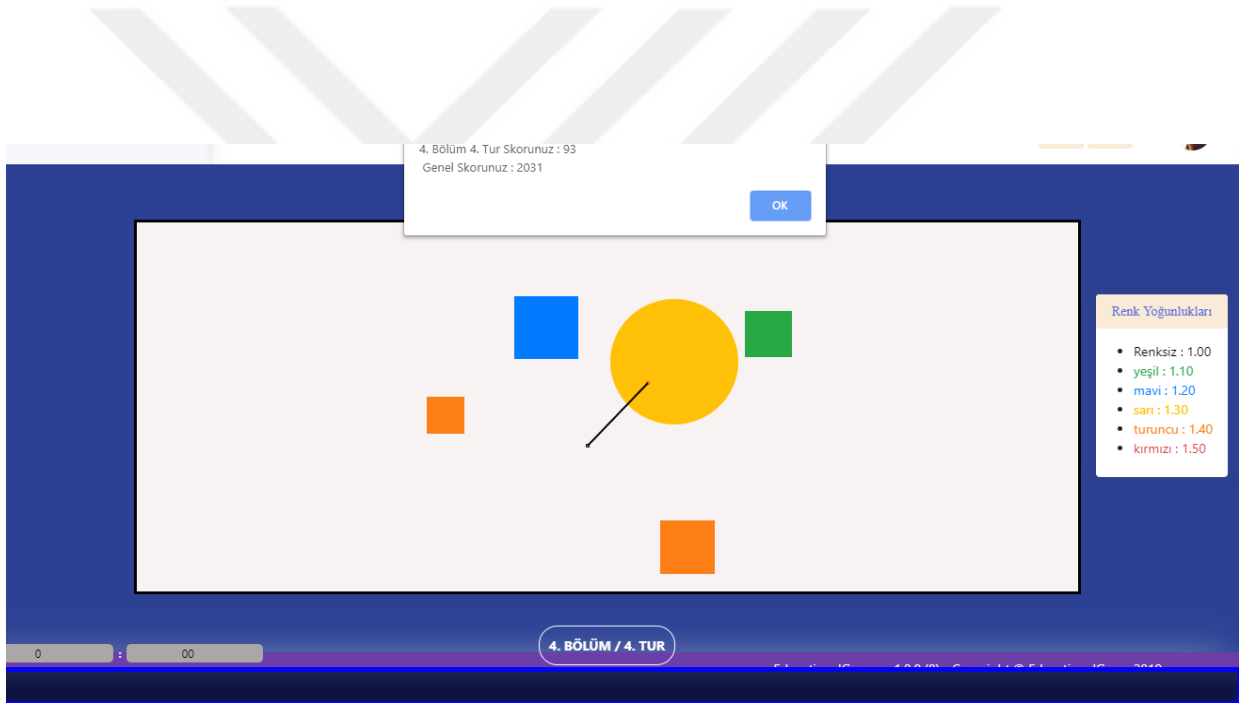 4. Bölüm 4. Tur Skorunuz : 93
Genel Skorunuz : 2031
OK
Renk Yoğunlukları
Renksiz : 1.00
yeşil : 1.10
mavi : 1.20
sarı : 1.30
turuncu : 1.40
kırmızı : 1.50
4. BÖLÜM / 4. TUR
0 : 00